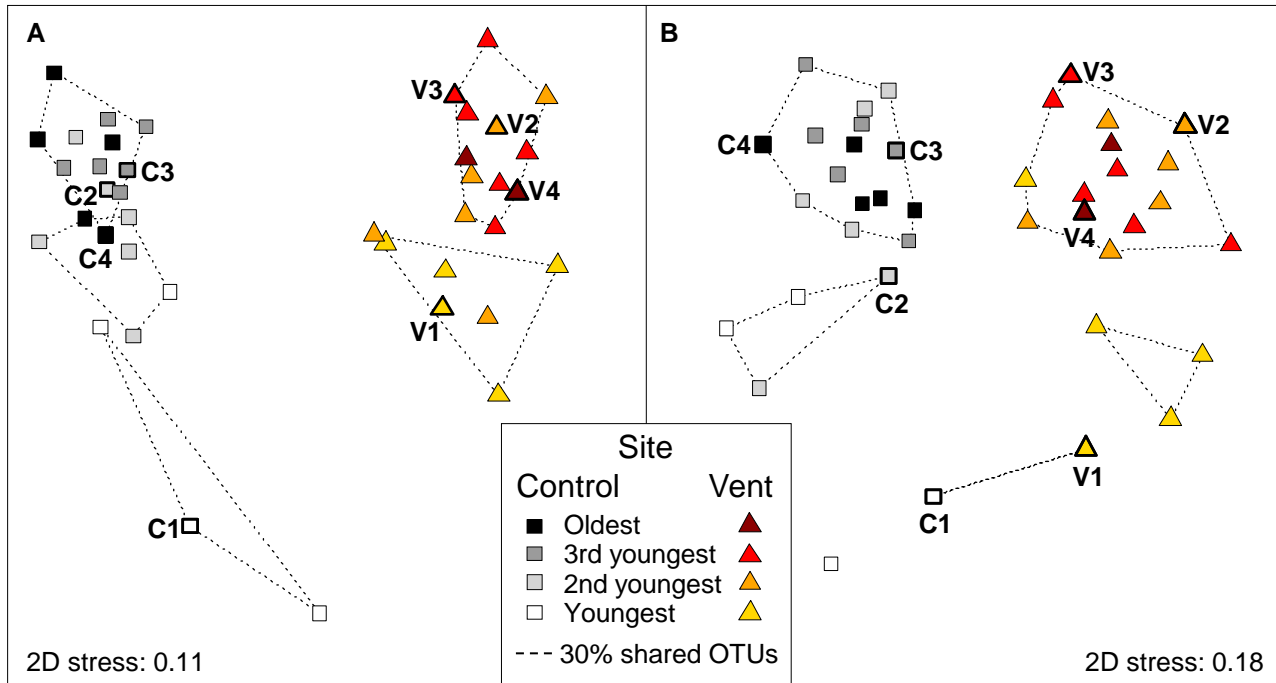 A
V3
V2
C3
C2
V4
C4
V1
C1
2D stress: 0.11
B
V3
C4
C3
V2
V4
C2
V1
C1
2D stress: 0.18
Site
Control Vent
Oldest
3rd youngest
2nd youngest
Youngest
30% shared OTUs